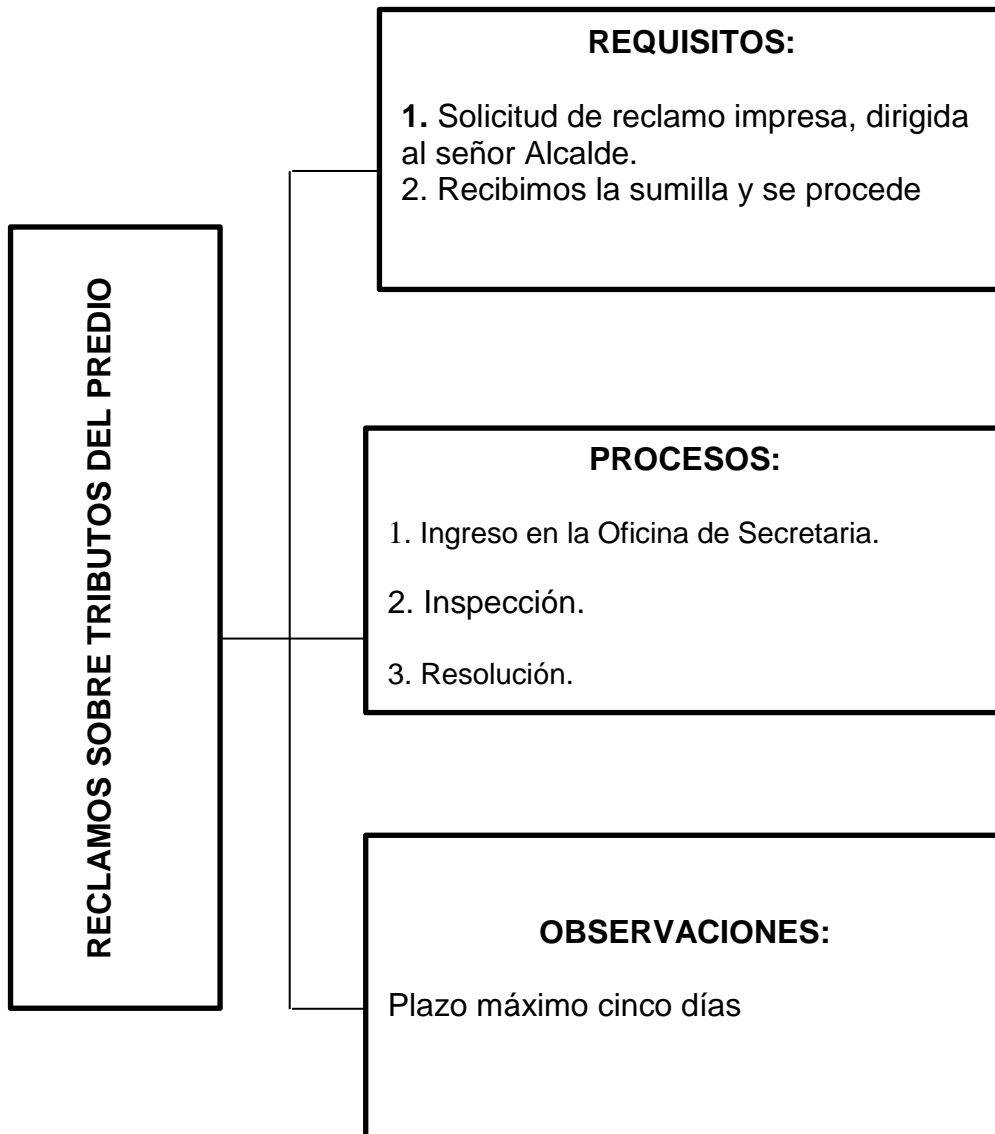 RECLAMOS SOBRE TRIBUTOS DEL PREDIO
REQUISITOS:
1. Solicitud de reclamo impresa, dirigida
al señor Alcalde.
2. Recibimos la sumilla y se procede
PROCESOS:
1. Ingreso en la Oficina de Secretaria.
2. Inspección.
3. Resolución.
OBSERVACIONES:
Plazo máximo cinco días